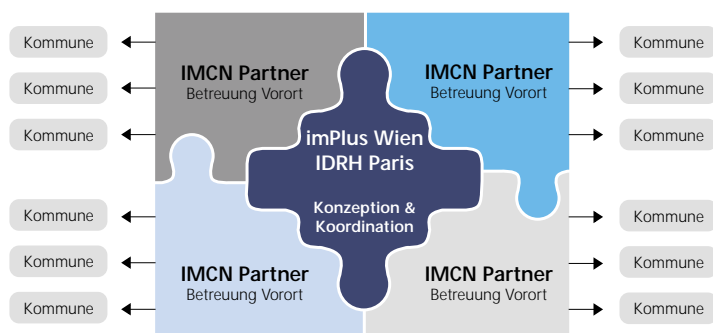 Kommune
Kommune
Kommune
IMCN Partner
Betreuung Vorort
IMCN Partner
Betreuung Vorort
Kommune
Kommune
Kommune
imPlus Wien
IDRH Paris
Konzeption &
Koordination
Kommune
Kommune
Kommune
IMCN Partner
Betreuung Vorort
IMCN Partner
Betreuung Vorort
Kommune
Kommune
Kommune